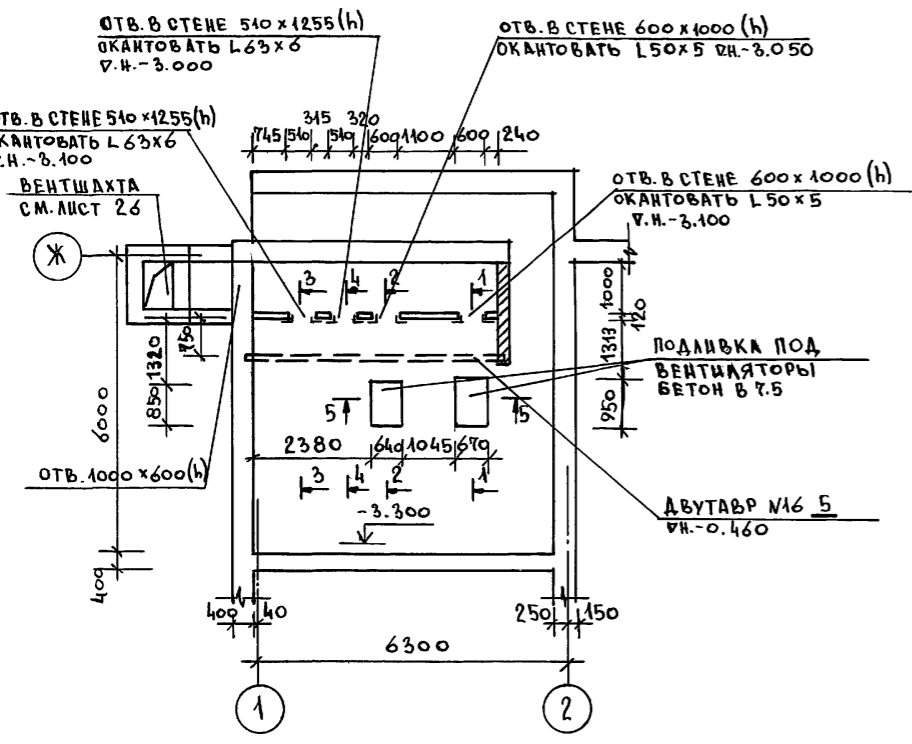 ОТВ. В СТЕНЕ 510×1255(h)
ОКАНТОВАТЬ L63×6
▽.Н.-3.000
ОТВ. В СТЕНЕ 600×1000(h)
ОКАНТОВАТЬ L50×5 ▽Н.-3.050
ТВ. В СТЕНЕ 510×1255(h)
КАНТОВАТЬ L63×6
.Н.-3.100
315 320
745 510 510 600 1100 600 240
ВЕНТШАХТА
СМ. ЛИСТ 26
ОТВ. В СТЕНЕ 600×1000(h)
ОКАНТОВАТЬ L50×5
▽.Н.-3.100
Ж
3 4 2 1
1000
120
1313
950
750
1320
850
6000
400
ПОДЛИВКА ПОД
ВЕНТИЛЯТОРЫ
БЕТОН В 7.5
5 5
2380 640 1045 670
ОТВ. 1000×600(h)
3 4 2 1
-3.300
ДВУТАВР №16 5
▽Н.-0.460
400 40 250 150
6300
1 2